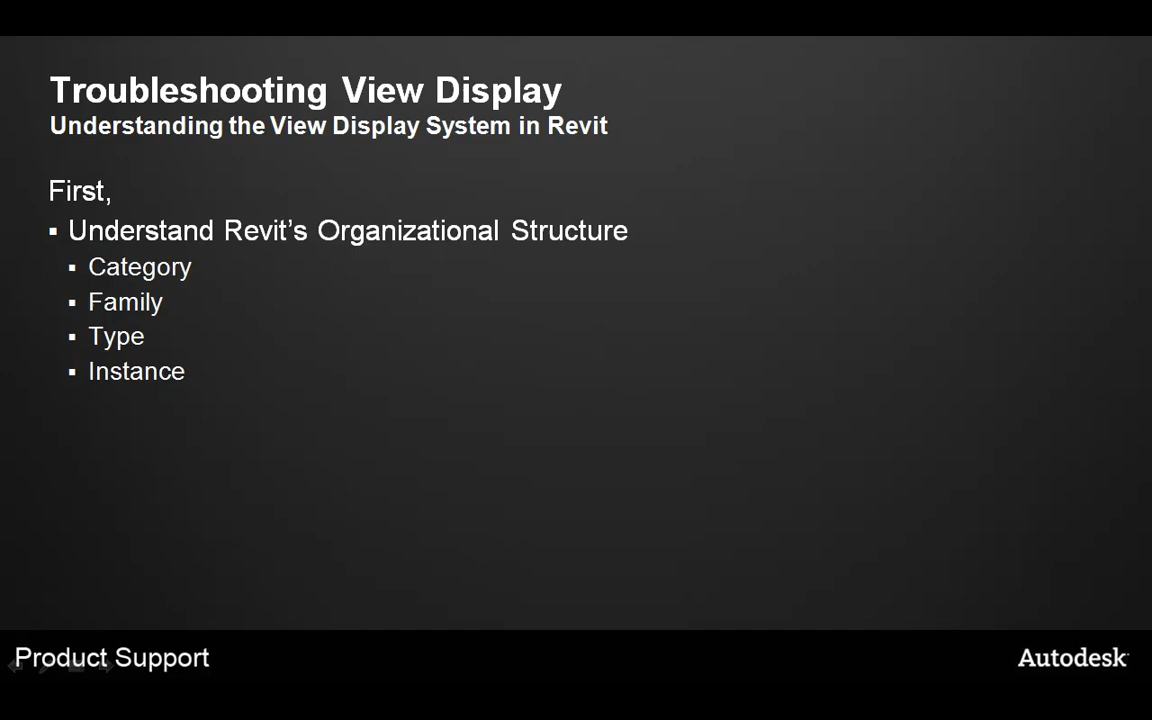 Troubleshooting View Display
Understanding the View Display System in Revit
First,
▪ Understand Revit’s Organizational Structure
▪ Category
▪ Family
▪ Type
▪ Instance
Product Support
Autodesk